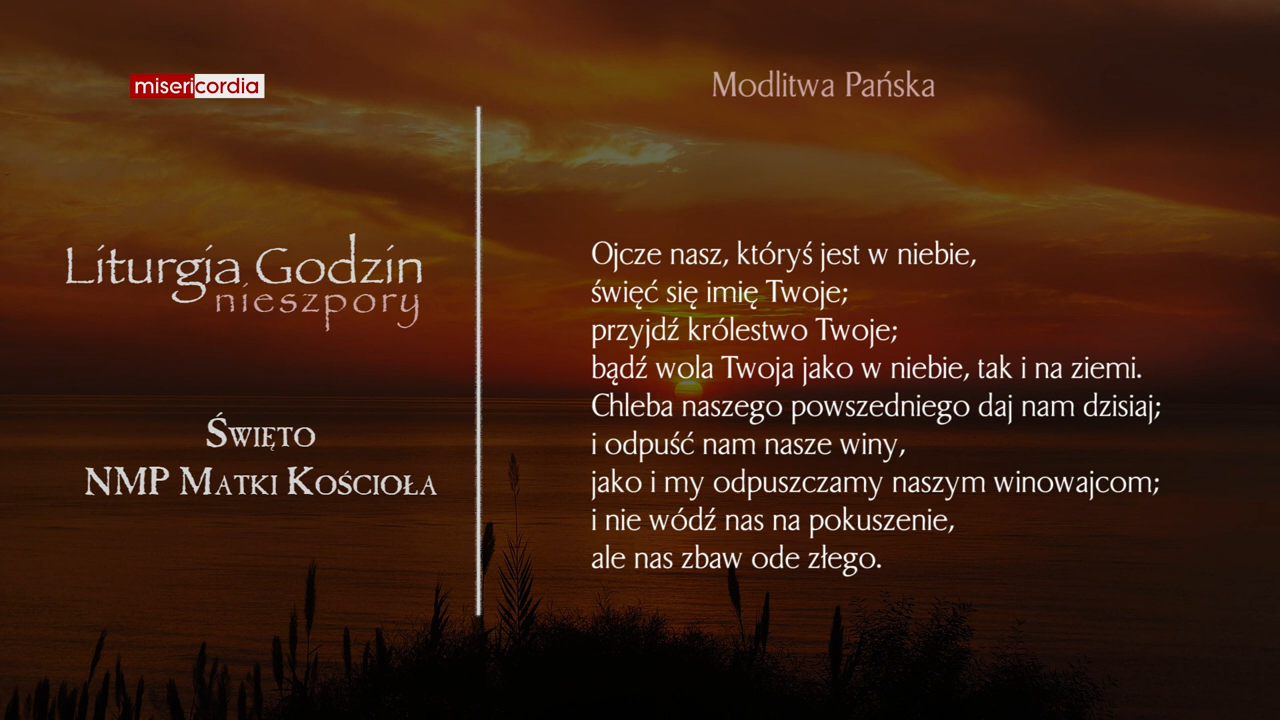 misericordia
Liturgia Godzin
nieszpory
Święto
NMP Matki Kościoła
Modlitwa Pańska
Ojcze nasz, któryś jest w niebie,
święć się imię Twoje;
przyjdź królestwo Twoje;
bądź wola Twoja jako w niebie, tak i na ziemi.
Chleba naszego powszedniego daj nam dzisiaj;
i odpuść nam nasze winy,
jako i my odpuszczamy naszym winowajcom;
i nie wódź nas na pokuszenie,
ale nas zbaw ode złego.